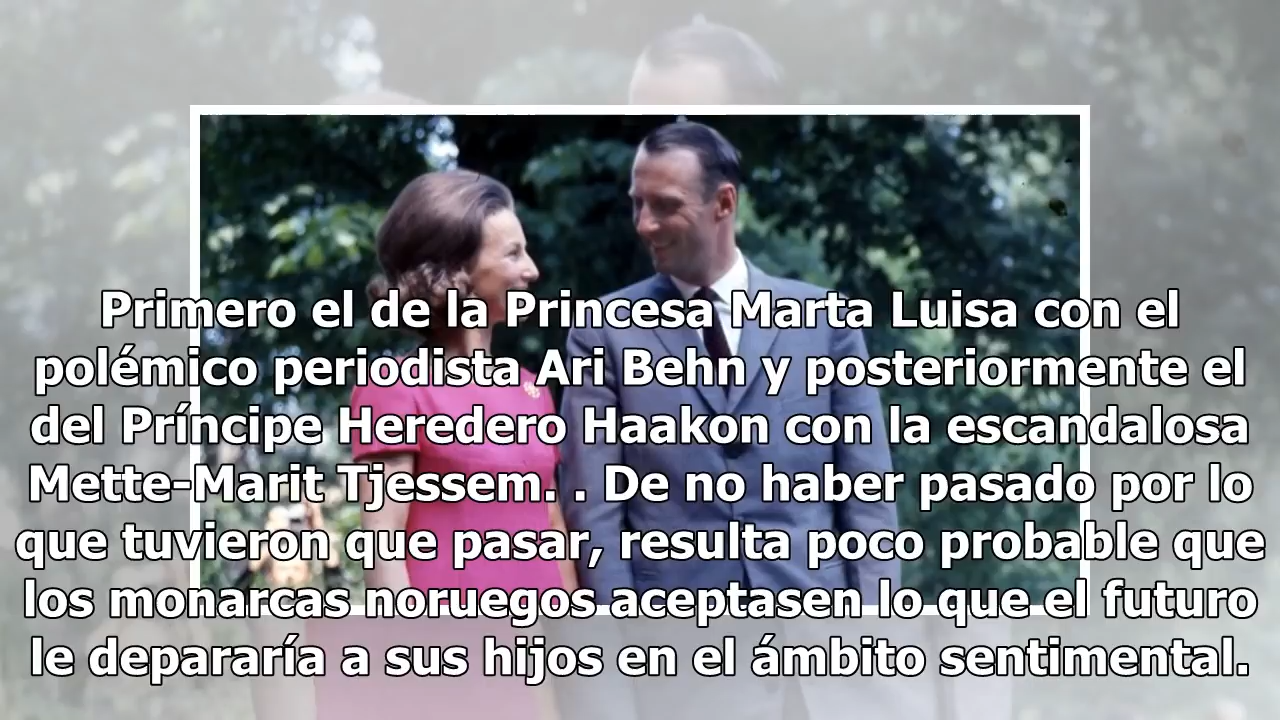 Primero el de la Princesa Marta Luisa con el
polémico periodista Ari Behn y posteriormente el
del Príncipe Heredero Haakon con la escandalosa
Mette-Marit Tjessem. . De no haber pasado por lo
que tuvieron que pasar, resulta poco probable que
los monarcas noruegos aceptasen lo que el futuro
le depararía a sus hijos en el ámbito sentimental.